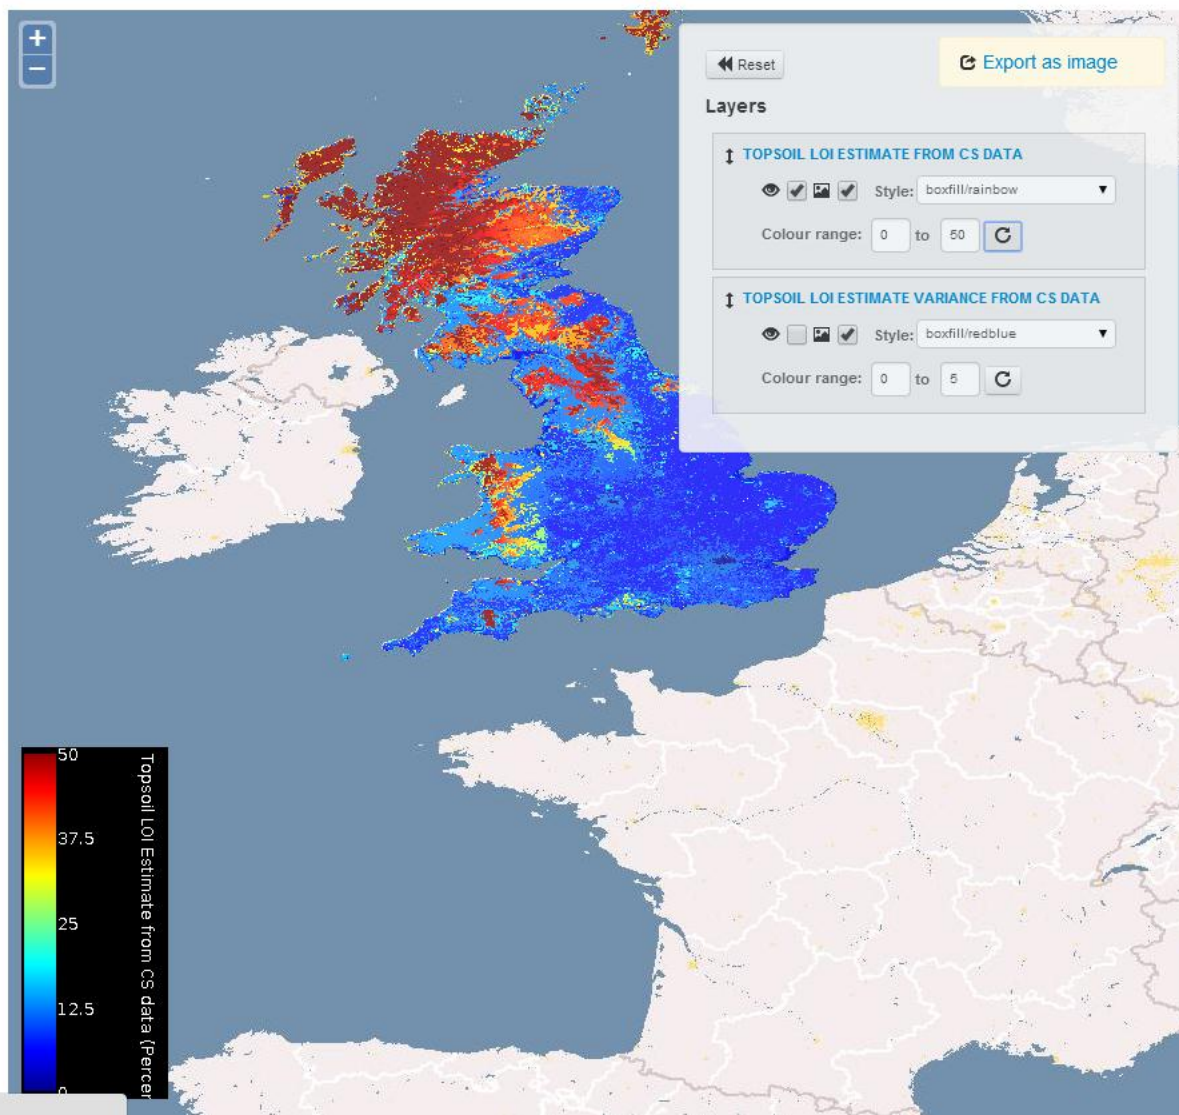 +
−
Reset
Export as image
Layers
TOPSOIL LOI ESTIMATE FROM CS DATA
Style: boxfill/rainbow
Colour range: 0 to 50
TOPSOIL LOI ESTIMATE VARIANCE FROM CS DATA
Style: boxfill/redblue
Colour range: 0 to 5
50
37.5
25
12.5
0
Topsoil LOI Estimate from CS data (Percer